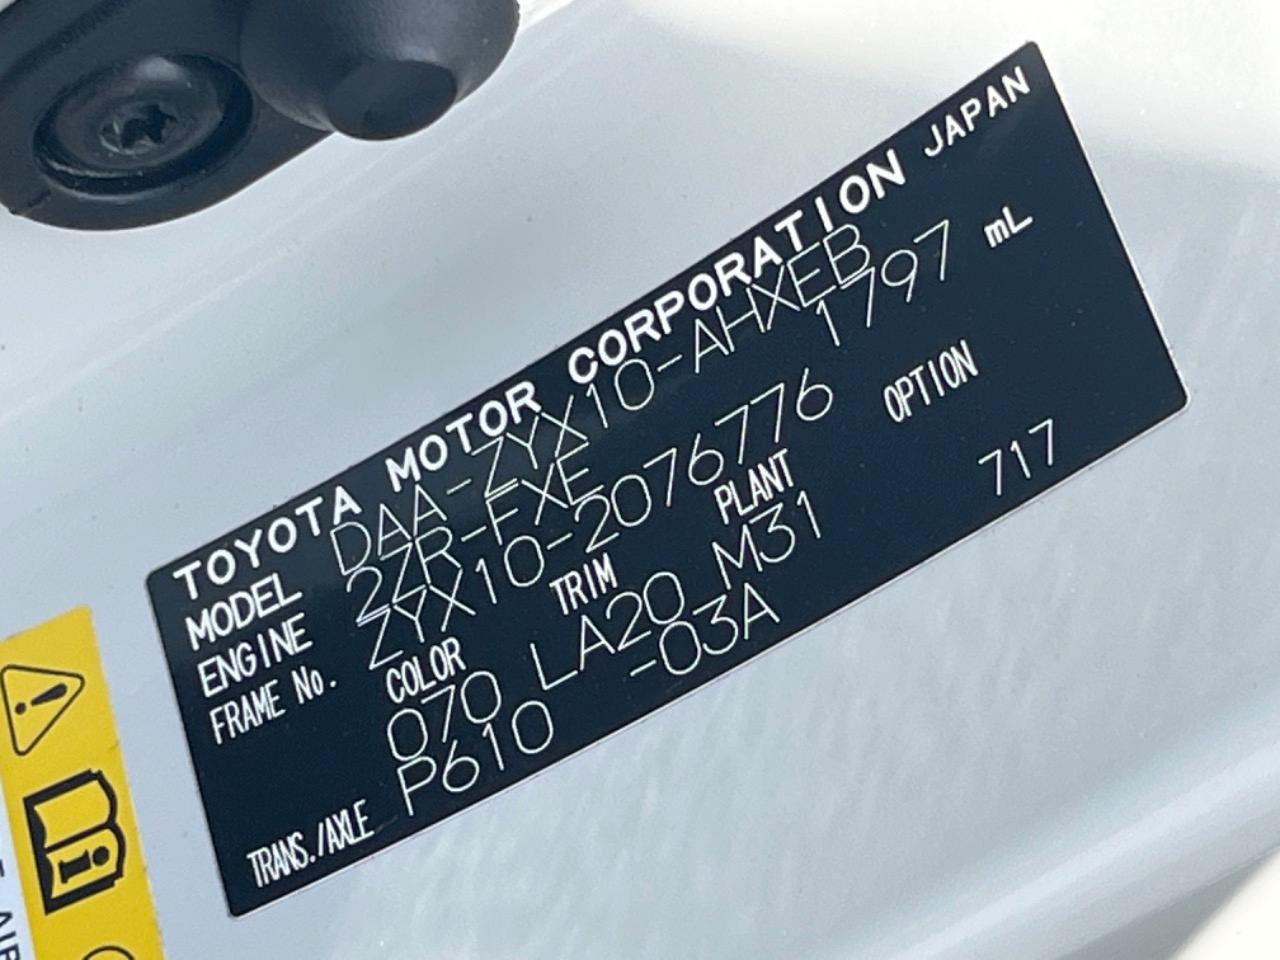 TOYOTA MOTOR CORPORATION JAPAN
MODEL DAA-ZYX10-AHXEB
ENGINE 2ZR-FXE 1797 mL
FRAME No. ZYX10-2076776
COLOR TRIM PLANT OPTION
070 LA20 M31 717
TRANS./AXLE P610 -03A